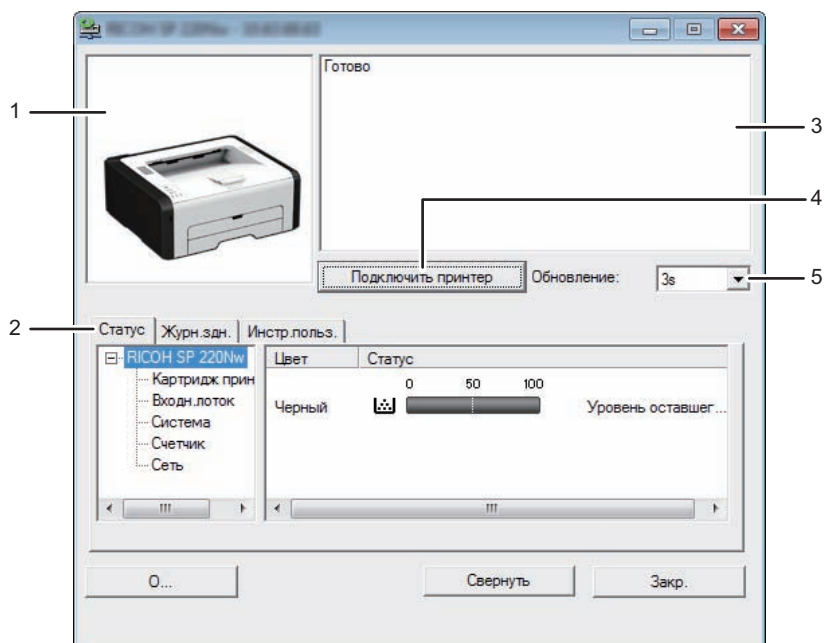 Готово
1
3
4
Подключить принтер
Обновление:
3s
5
2
Статус
Журн.здн.
Инстр.польз.
RICOH SP 220Nw
Картридж прин
Входн.лоток
Система
Счетчик
Сеть
Цвет
Статус
0 50 100
Черный
Уровень оставшег...
О...
Свернуть
Закр.